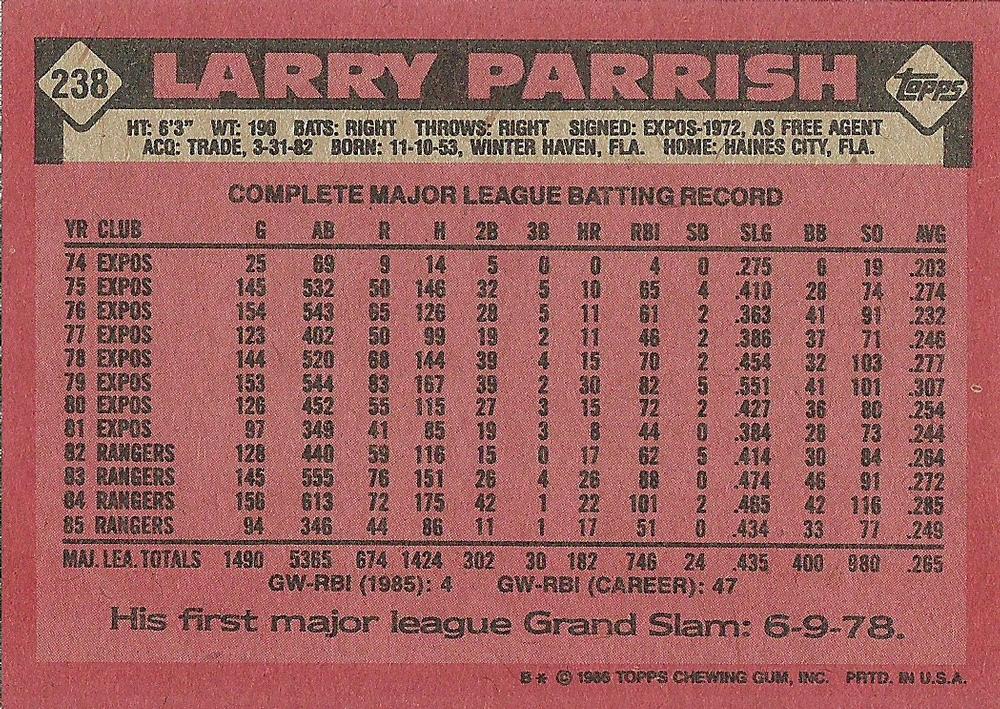 238 LARRY PARRISH topps
HT: 6'3" WT: 190 BATS: RIGHT THROWS: RIGHT SIGNED: EXPOS-1972, AS FREE AGENT
ACQ: TRADE, 3-31-82 BORN: 11-10-53, WINTER HAVEN, FLA. HOME: HAINES CITY, FLA.
COMPLETE MAJOR LEAGUE BATTING RECORD
YR CLUB G AB R H 2B 3B HR RBI SB SLG BB SO AVG
74 EXPOS 25 69 9 14 5 0 0 4 0 .275 6 19 .203
75 EXPOS 145 532 50 146 32 5 10 65 4 .410 28 74 .274
76 EXPOS 154 543 65 126 28 5 11 61 2 .363 41 91 .232
77 EXPOS 123 402 50 99 19 2 11 46 2 .386 37 71 .246
78 EXPOS 144 520 68 144 39 4 15 70 2 .454 32 103 .277
79 EXPOS 153 544 83 167 39 2 30 82 5 .551 41 101 .307
80 EXPOS 126 452 55 115 27 3 15 72 2 .427 36 80 .254
81 EXPOS 97 349 41 85 19 3 8 44 0 .384 28 73 .244
82 RANGERS 128 440 59 116 15 0 17 62 5 .414 30 84 .264
83 RANGERS 145 555 76 151 26 4 26 88 0 .474 46 91 .272
84 RANGERS 156 613 72 175 42 1 22 101 2 .465 42 116 .285
85 RANGERS 94 346 44 86 11 1 17 51 0 .434 33 77 .249
MAJ. LEA. TOTALS 1490 5365 674 1424 302 30 182 746 24 .435 400 980 .265
GW-RBI (1985): 4 GW-RBI (CAREER): 47
His first major league Grand Slam: 6-9-78.
B* © 1986 TOPPS CHEWING GUM, INC. PRTD. IN U.S.A.